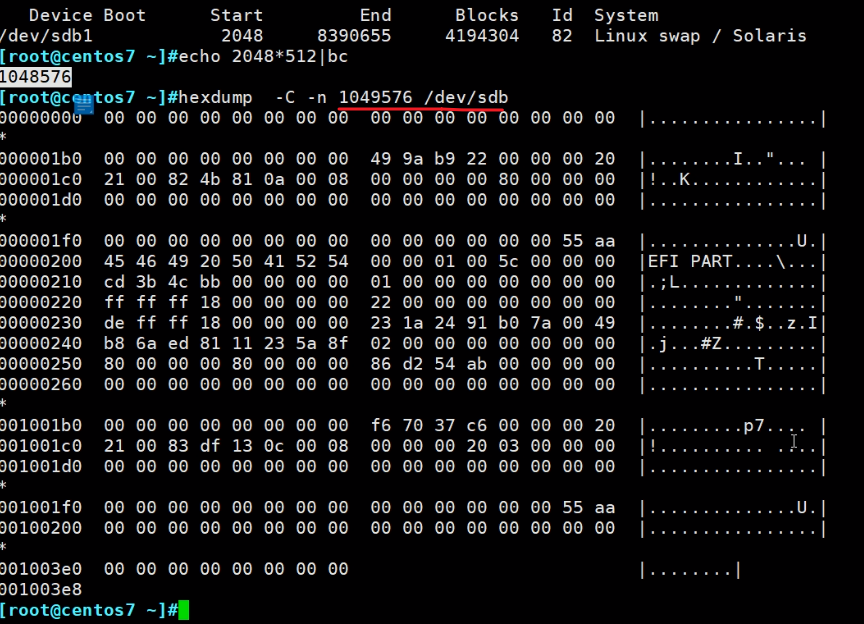 Device Boot Start End Blocks Id System
/dev/sdb1 2048 8390655 4194304 82 Linux swap / Solaris
[root@centos7 ~]#echo 2048*512|bc
1048576
[root@centos7 ~]#hexdump -C -n 1049576 /dev/sdb
00000000 00 00 00 00 00 00 00 00 00 00 00 00 00 00 00 00 |................|
*
000001b0 00 00 00 00 00 00 00 00 49 9a b9 22 00 00 00 20 |........I.."... |
000001c0 21 00 82 4b 81 0a 00 08 00 00 00 00 80 00 00 00 |!..K............|
000001d0 00 00 00 00 00 00 00 00 00 00 00 00 00 00 00 00 |................|
*
000001f0 00 00 00 00 00 00 00 00 00 00 00 00 00 00 55 aa |..............U.|
00000200 45 46 49 20 50 41 52 54 00 00 01 00 5c 00 00 00 |EFI PART....\...|
00000210 cd 3b 4c bb 00 00 00 00 01 00 00 00 00 00 00 00 |.;L.............|
00000220 ff ff ff 18 00 00 00 00 22 00 00 00 00 00 00 00 |........".......|
00000230 de ff ff 18 00 00 00 00 23 1a 24 91 b0 7a 00 49 |........#.$..z.I|
00000240 b8 6a ed 81 11 23 5a 8f 02 00 00 00 00 00 00 00 |.j...#Z.........|
00000250 80 00 00 00 80 00 00 00 86 d2 54 ab 00 00 00 00 |..........T.....|
00000260 00 00 00 00 00 00 00 00 00 00 00 00 00 00 00 00 |................|
*
001001b0 00 00 00 00 00 00 00 00 f6 70 37 c6 00 00 00 20 |.........p7.... |
001001c0 21 00 83 df 13 0c 00 08 00 00 00 20 03 00 00 00 |!.......... ....|
001001d0 00 00 00 00 00 00 00 00 00 00 00 00 00 00 00 00 |................|
*
001001f0 00 00 00 00 00 00 00 00 00 00 00 00 00 00 55 aa |..............U.|
00100200 00 00 00 00 00 00 00 00 00 00 00 00 00 00 00 00 |................|
*
001003e0 00 00 00 00 00 00 00 00 |........|
001003e8
[root@centos7 ~]#